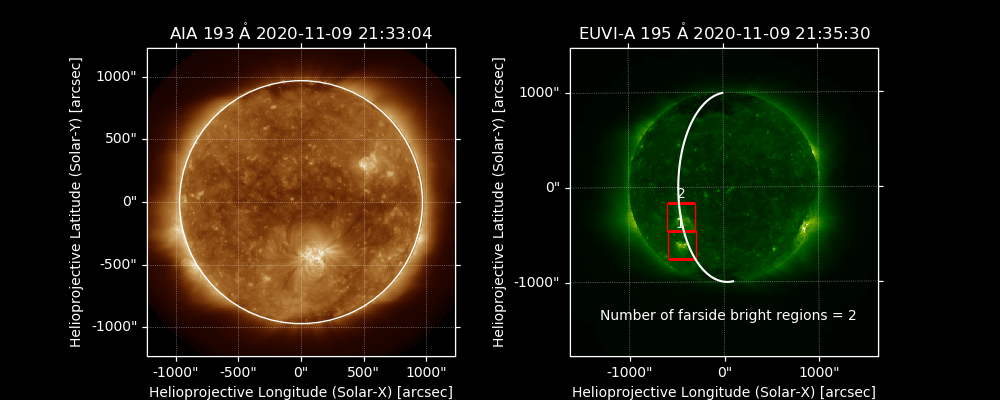 AIA 193 Å 2020-11-09 21:33:04
1000"
500"
0"
-500"
-1000"
-1000"
-500"
0"
500"
1000"
Helioprojective Longitude (Solar-X) [arcsec]
Helioprojective Latitude (Solar-Y) [arcsec]
EUVI-A 195 Å 2020-11-09 21:35:30
1000"
0"
-1000"
2
1
Number of farside bright regions = 2
-1000"
0"
1000"
Helioprojective Longitude (Solar-X) [arcsec]
Helioprojective Latitude (Solar-Y) [arcsec]